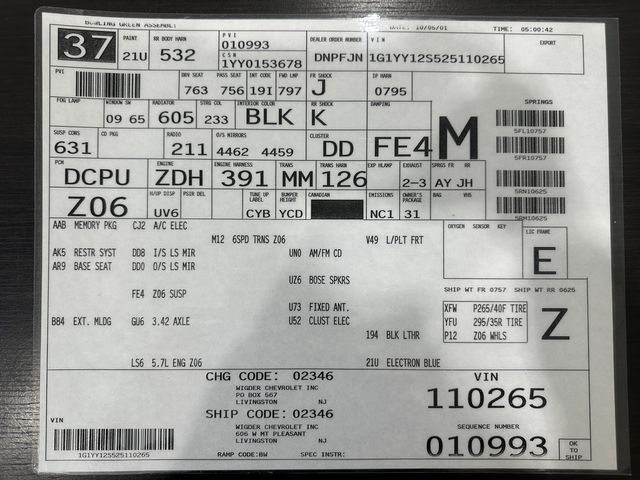 BOWLING GREEN ASSEMBLY DATE: 10/05/01 TIME: 05:00:42
37 PAINT 21U RR BODY HARN 532 PVI 010993 DEALER ORDER NUMBER DNPFJN VIN 1G1YY12S525110265 EXPORT
CSN 1YY0153678
PVI DRV SEAT 763 PASS SEAT 756 INT CODE 19I FWD LMP 797 FR SHOCK J IP HARN 0795
FOG LAMP WINDOW SW 09 65 RADIATOR 605 STRG COL 233 INTERIOR COLOR BLK RR SHOCK K DAMPING FE4 M
SUSP CONS 631 CD PKG RADIO 211 O/S MIRRORS 4462 4459 CLUSTER DD
PCM DCPU ENGINE ZDH ENGINE HARNESS 391 TRANS MM TRANS HARN 126 EXP HLAMP EXHAUST 2-3 SPRGS FR RR AY JH
Z06 H/UP DISP UV6 PSIR DEL TUNE UP LABEL CYB BUMPER HEIGHT YCD CANADIAN EMISSIONS NC1 OWNER'S PACKAGE 31 BAG VHS
SPRINGS
5FL10757
5FR10757
5RN10625
5RM10625
AAB MEMORY PKG CJ2 A/C ELEC
M12 6SPD TRNS Z06 V49 L/PLT FRT
AK5 RESTR SYST DD8 I/S LS MIR UN0 AM/FM CD
AR9 BASE SEAT DD0 O/S LS MIR
UZ6 BOSE SPKRS
FE4 Z06 SUSP
U73 FIXED ANT.
B84 EXT. MLDG GU6 3.42 AXLE U52 CLUST ELEC
194 BLK LTHR
LS6 5.7L ENG Z06 21U ELECTRON BLUE
OXYGEN SENSOR KEY LIC FRAME
E
SHIP WT FR 0757 SHIP WT RR 0625
XFW P265/40F TIRE
YFU 295/35R TIRE
P12 Z06 WHLS
Z
CHG CODE: 02346
WIGDER CHEVROLET INC
PO BOX 567
LIVINGSTON NJ
SHIP CODE: 02346
WIGDER CHEVROLET INC
606 W MT PLEASANT
LIVINGSTON NJ
RAMP CODE:BW SPEC INSTR:
VIN
110265
SEQUENCE NUMBER
010993
OK TO SHIP
VIN
1G1YY12S525110265